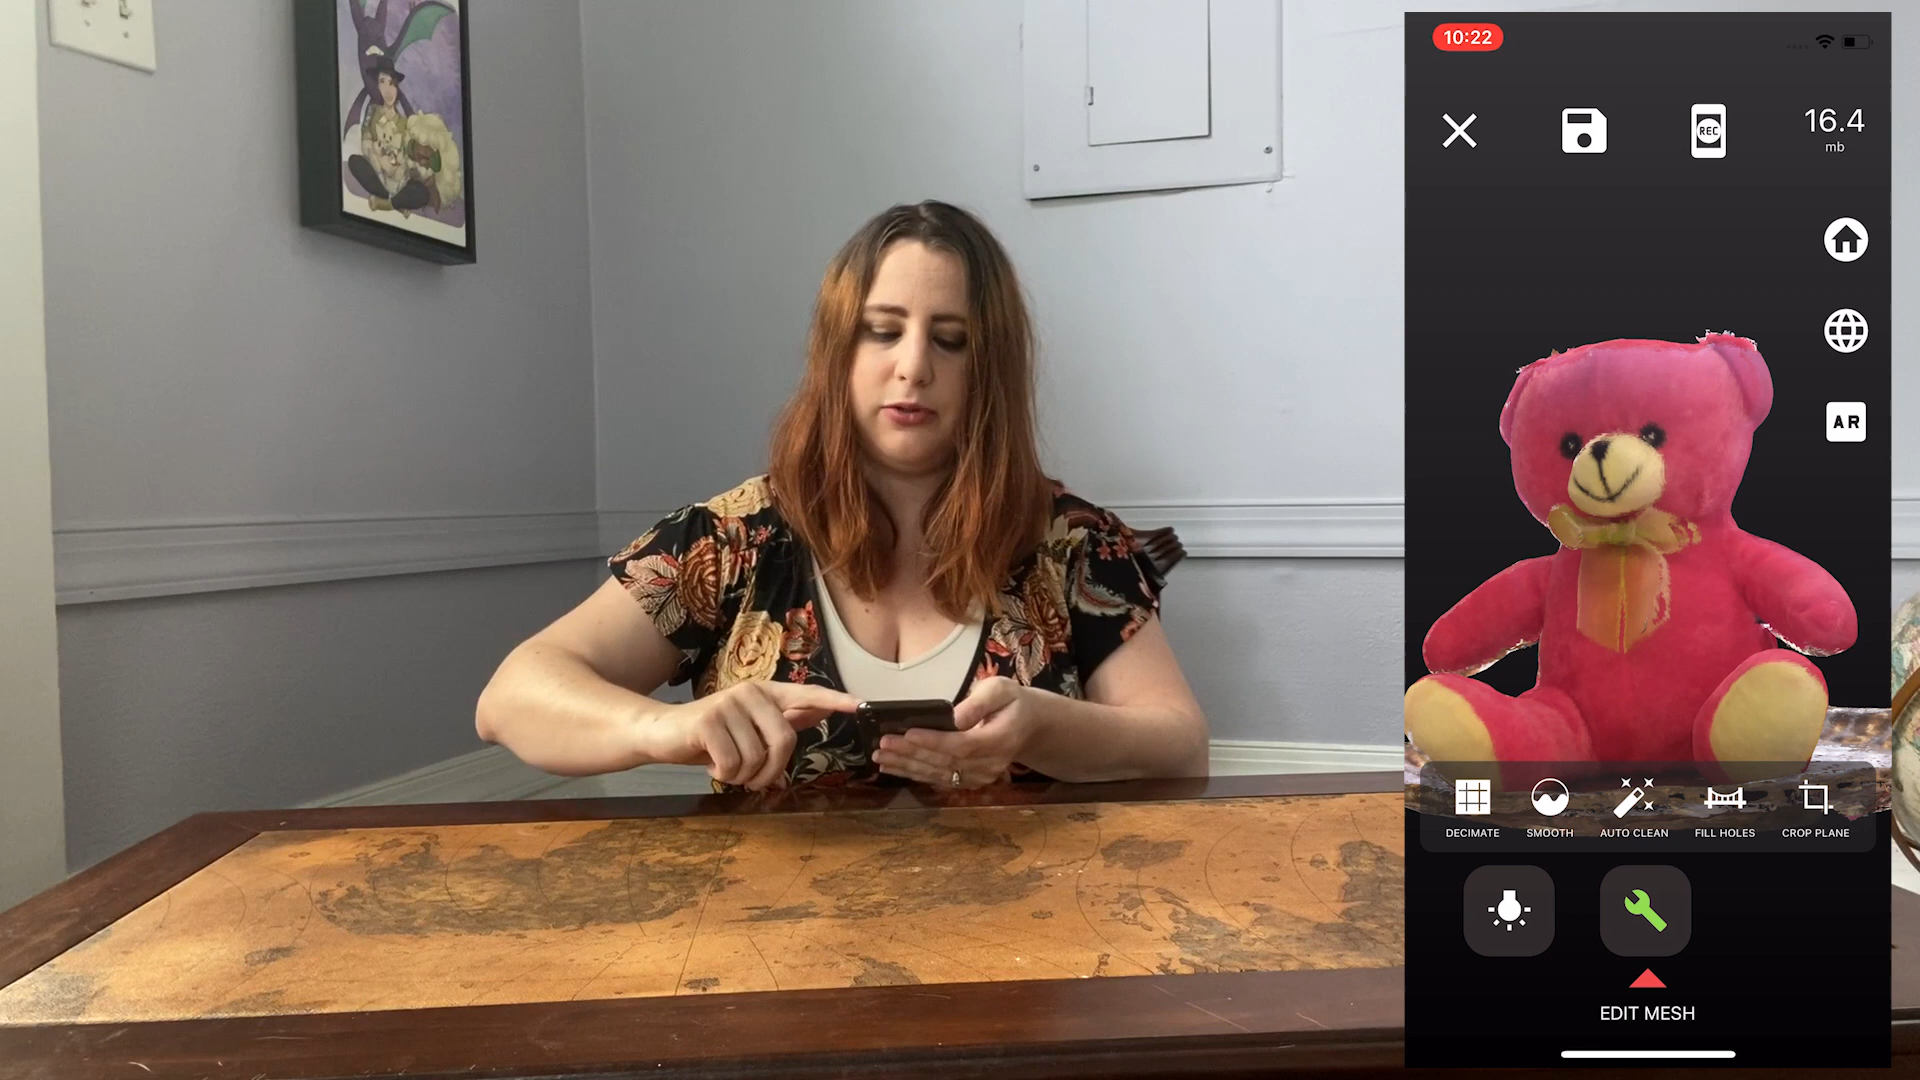 10:22
REC
16.4
mb
AR
DECIMATE
SMOOTH
AUTO CLEAN
FILL HOLES
CROP PLANE
EDIT MESH